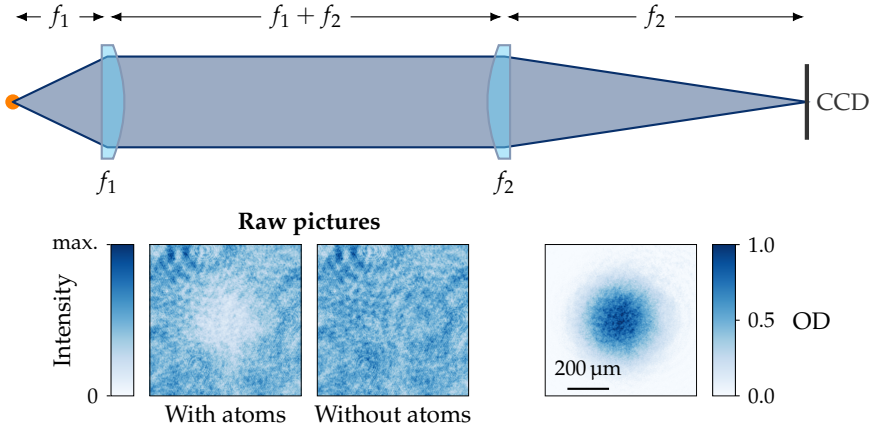 f₁ f₁ + f₂ f₂
CCD
f₁ f₂
Raw pictures
max. 1.0
Intensity 0.5 OD
200 µm
0 0.0
With atoms Without atoms